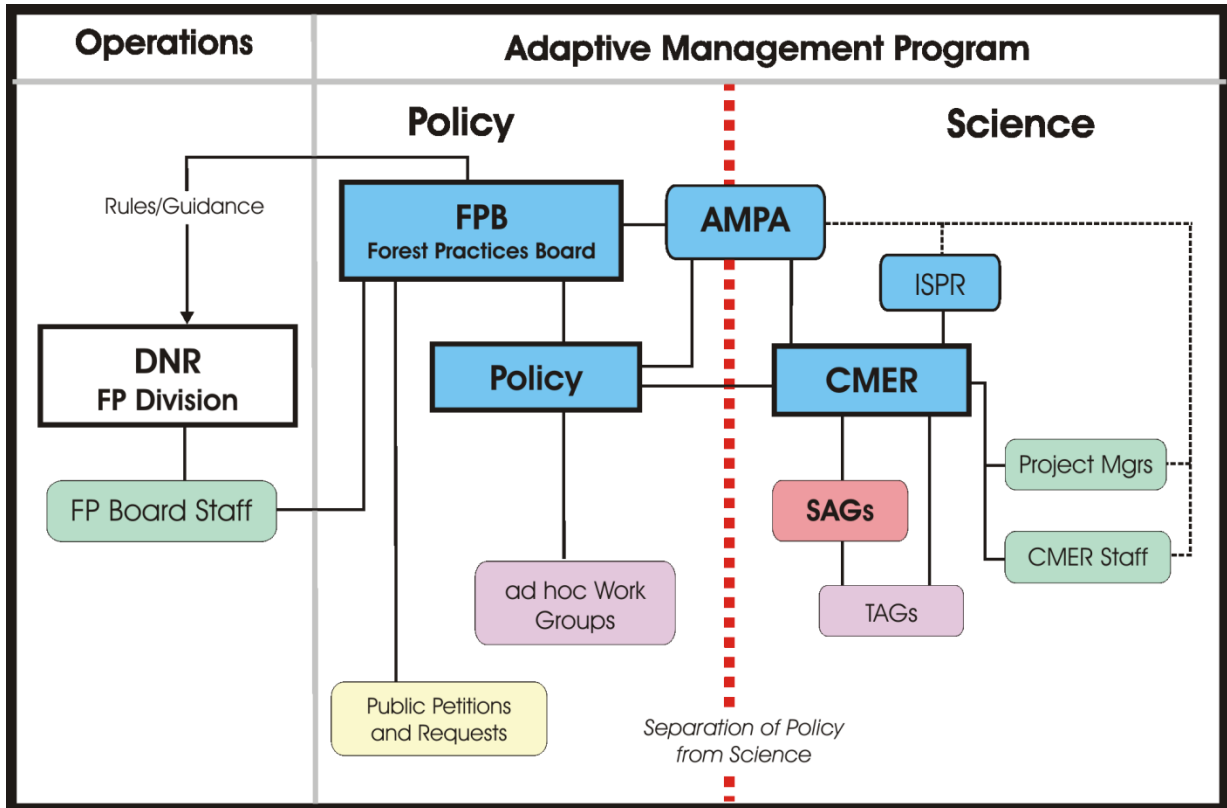 Operations
Adaptive Management Program
Policy
Science
Rules/Guidance
FPB
Forest Practices Board
AMPA
ISPR
DNR
FP Division
Policy
CMER
Project Mgrs
FP Board Staff
SAGs
CMER Staff
ad hoc Work
Groups
TAGs
Public Petitions
and Requests
Separation of Policy
from Science